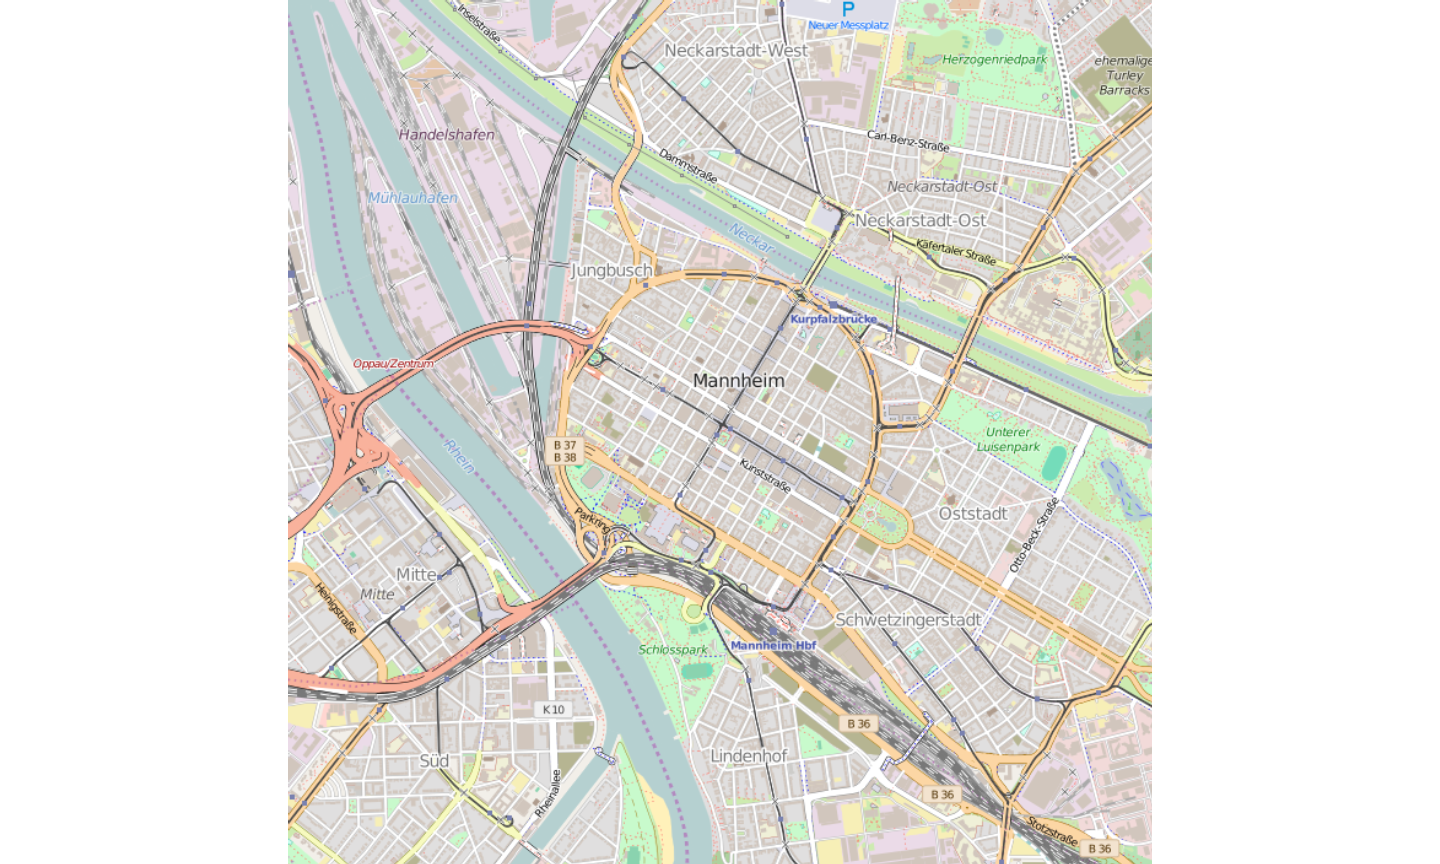 Inselstraße
P
Neuer Messplatz
Neckarstadt-West
Herzogenriedpark
ehemalige
Turley
Barracks
Handelshafen
Carl-Benz-Straße
Dammstraße
Mühlauhafen
Neckarstadt-Ost
Neckarstadt-Ost
Neckar
Käfertaler Straße
Jungbusch
Kurpfalzbrücke
Oppau/Zentrum
Mannheim
B 37
B 38
Rhein
Unterer
Luisenpark
Kunststraße
Parkring
Oststadt
Otto-Beck-Straße
Mitte
Mitte
Heinigstraße
Schwetzingerstadt
Schlosspark
Mannheim Hbf
K 10
B 36
Süd
Lindenhof
Rheinallee
B 36
Stotzstraße
B 36